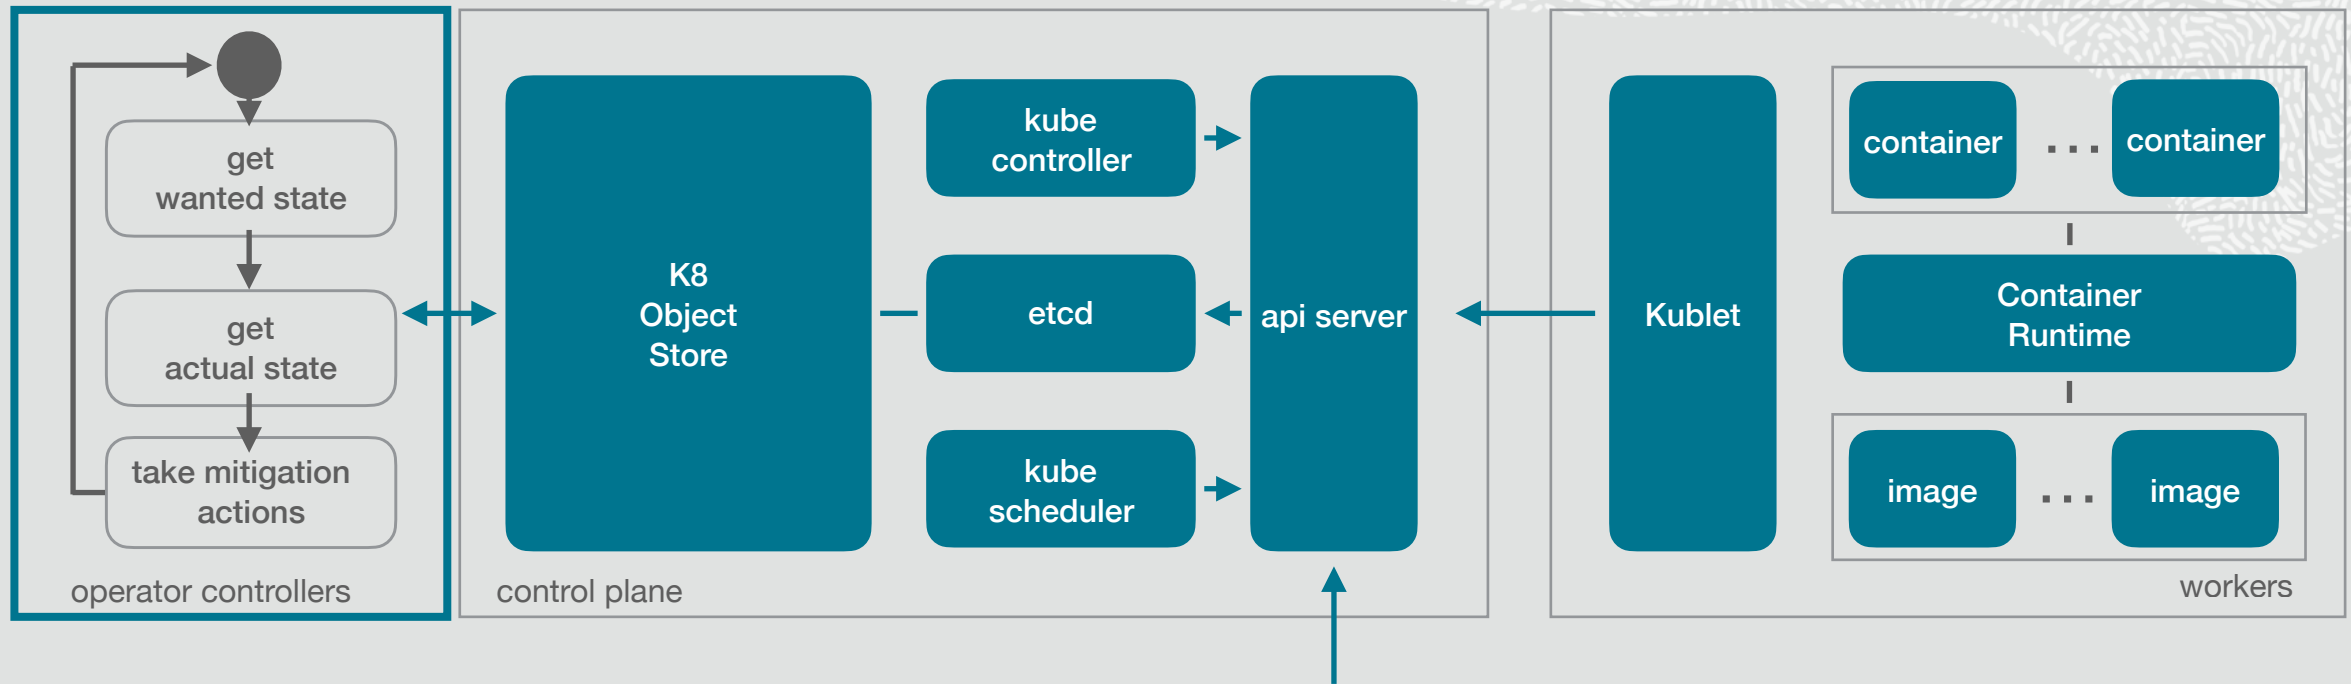 get
wanted state
get
actual state
take mitigation
actions
operator controllers
K8
Object
Store
kube
controller
etcd
kube
scheduler
api server
control plane
Kublet
container
...
container
Container
Runtime
image
...
image
workers